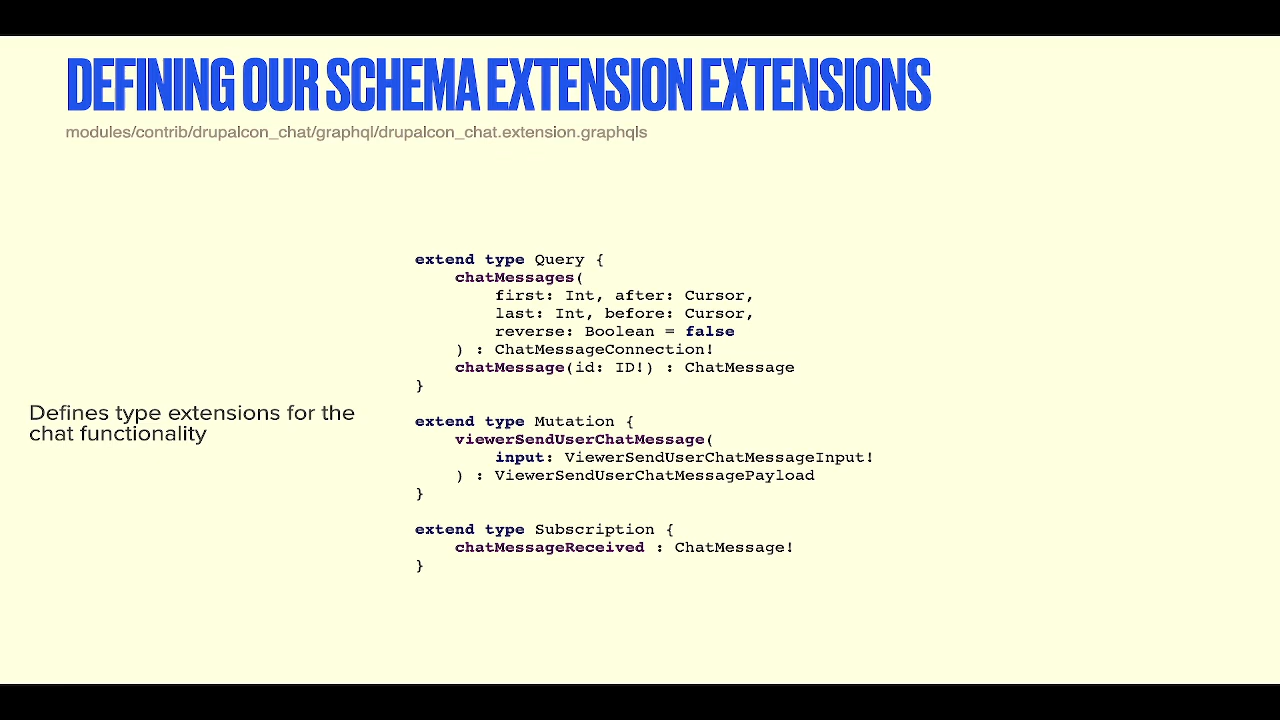 DEFINING OUR SCHEMA EXTENSION EXTENSIONS
modules/contrib/drupalcon_chat/graphql/drupalcon_chat.extension.graphqls
Defines type extensions for the
chat functionality
extend type Query {
    chatMessages(
        first: Int, after: Cursor,
        last: Int, before: Cursor,
        reverse: Boolean = false
    ) : ChatMessageConnection!
    chatMessage(id: ID!) : ChatMessage
}
extend type Mutation {
    viewerSendUserChatMessage(
        input: ViewerSendUserChatMessageInput!
    ) : ViewerSendUserChatMessagePayload
}
extend type Subscription {
    chatMessageReceived : ChatMessage!
}